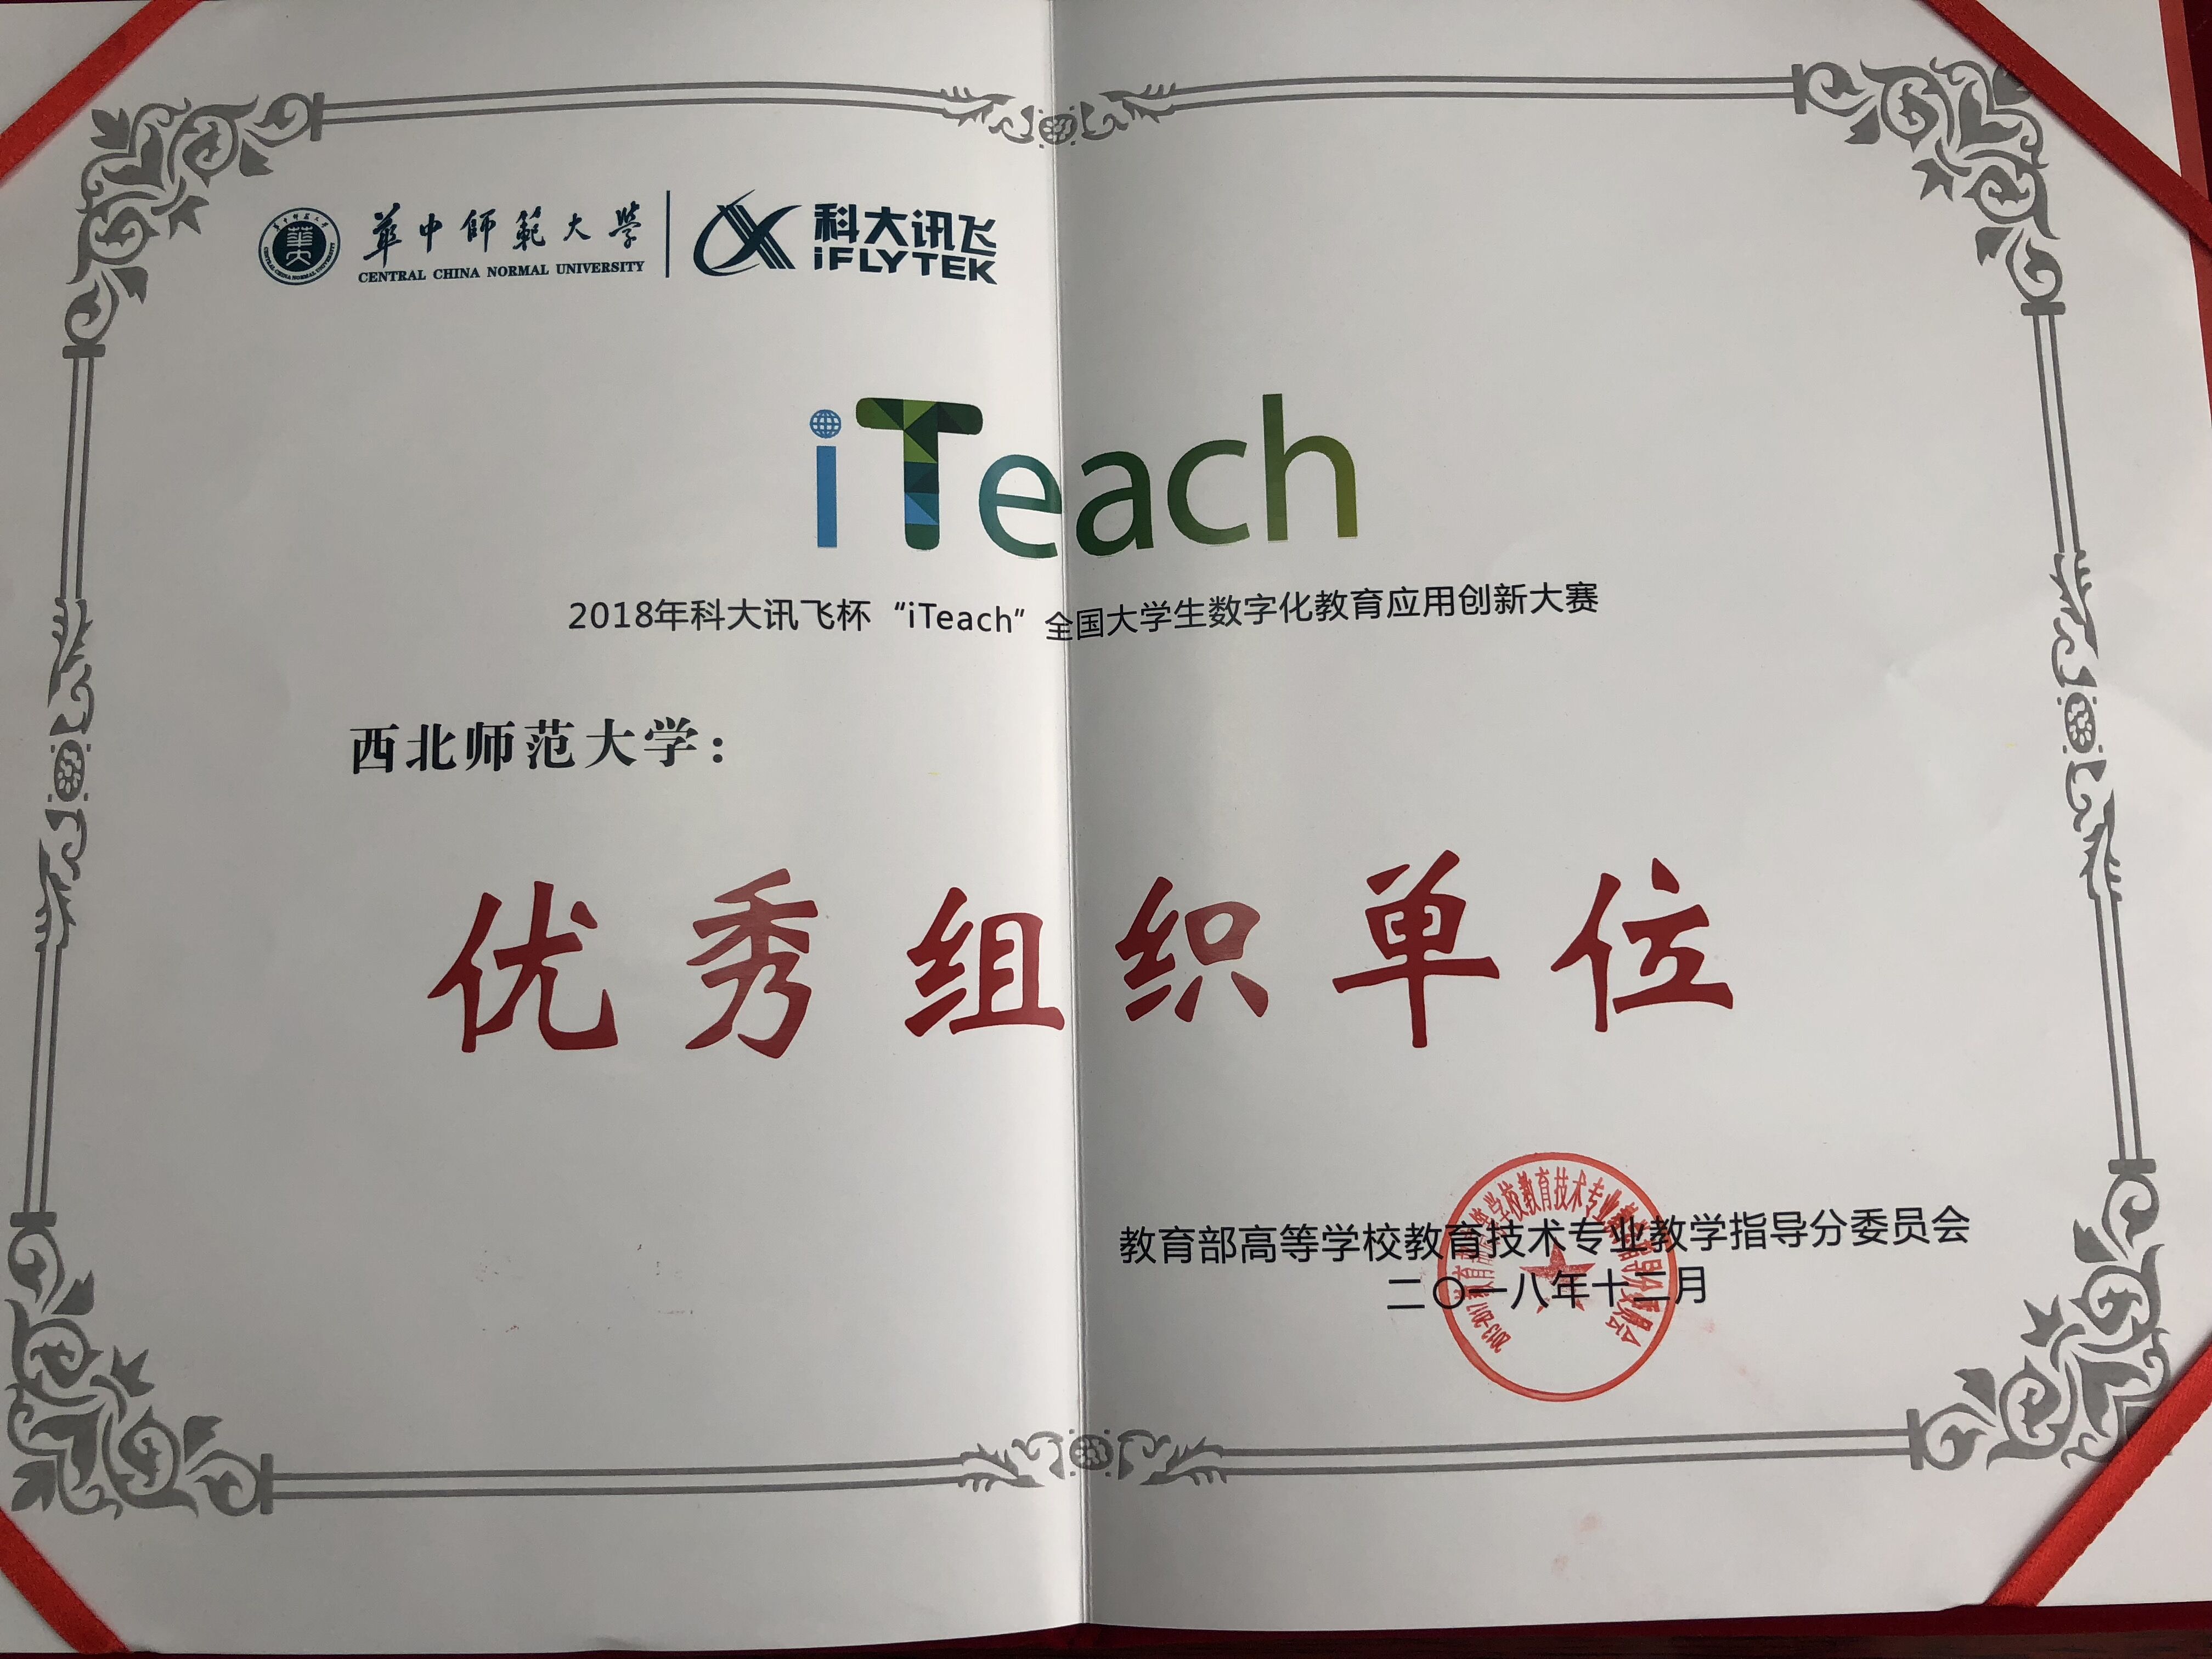 華中師範大學
CENTRAL CHINA NORMAL UNIVERSITY
科大讯飞
iFLYTEK
iTeach
2018年科大讯飞杯“iTeach”全国大学生数字化教育应用创新大赛
西北师范大学：
优秀组织单位
教育部高等学校教育技术专业教学指导分委员会
二〇一八年十二月